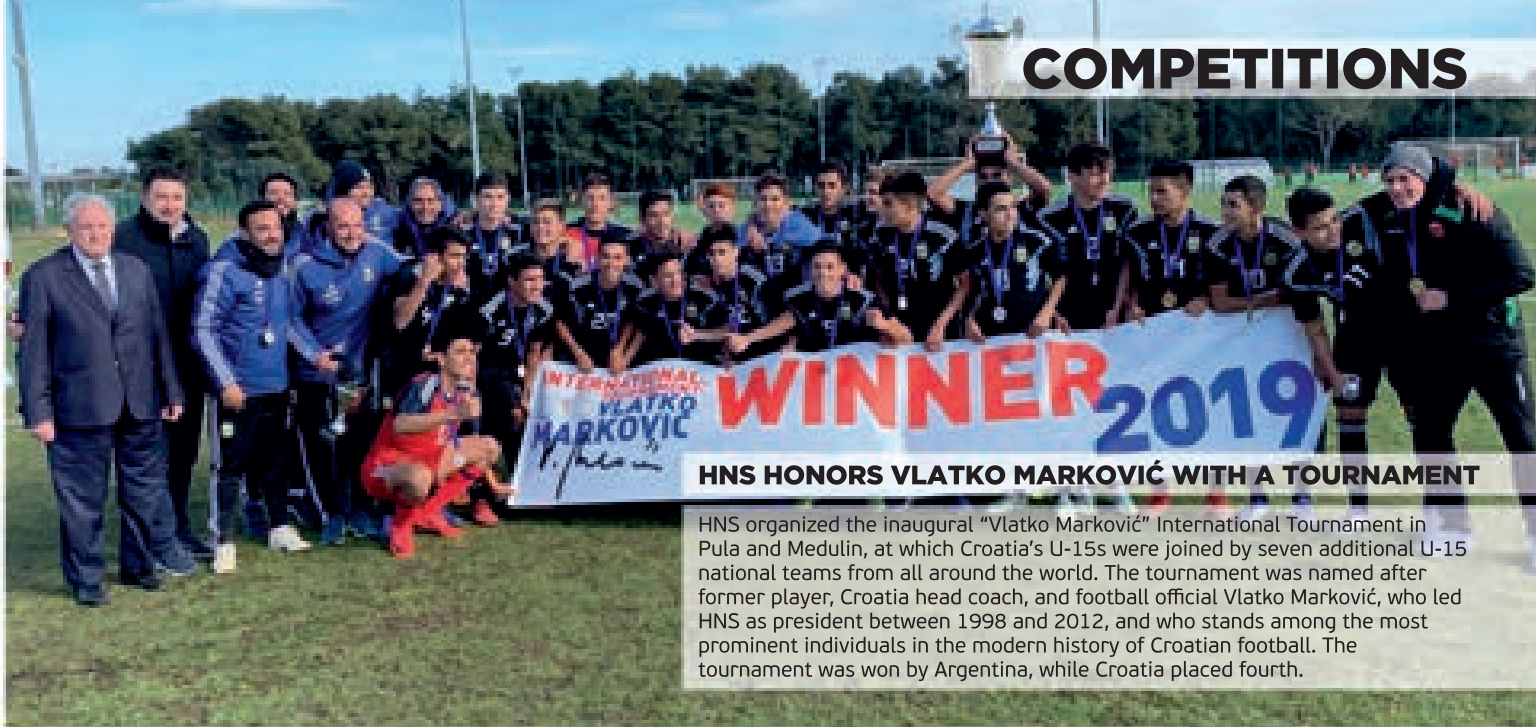 COMPETITIONS
INTERNATIONAL
VLATKO
MARKOVIĆ
WINNER
2019
HNS HONORS VLATKO MARKOVIĆ WITH A TOURNAMENT
HNS organized the inaugural “Vlatko Marković” International Tournament in
Pula and Medulin, at which Croatia’s U-15s were joined by seven additional U-15
national teams from all around the world. The tournament was named after
former player, Croatia head coach, and football official Vlatko Marković, who led
HNS as president between 1998 and 2012, and who stands among the most
prominent individuals in the modern history of Croatian football. The
tournament was won by Argentina, while Croatia placed fourth.